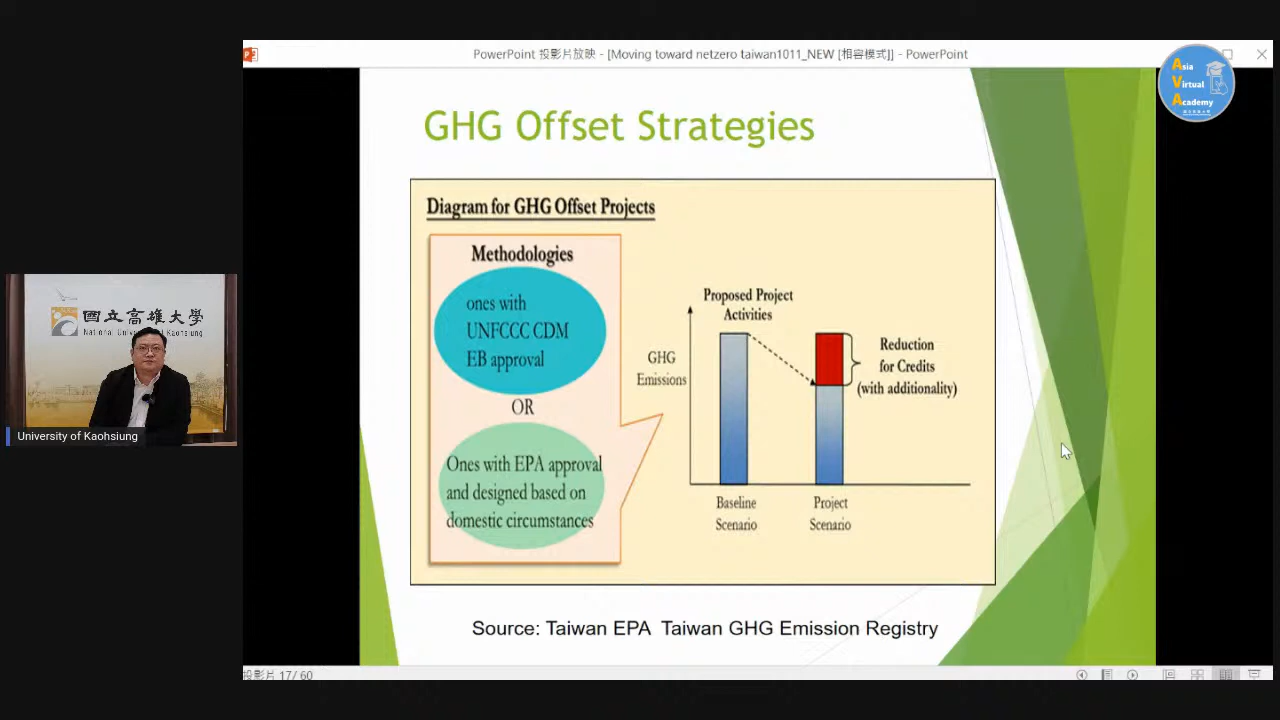 PowerPoint 投影片放映 - [Moving toward netzero taiwan1011_NEW [相容模式]] - PowerPoint
Asia
Virtual
Academy
GHG Offset Strategies
Diagram for GHG Offset Projects
Methodologies
ones with
UNFCCC CDM
EB approval
OR
Ones with EPA approval
and designed based on
domestic circumstances
Proposed Project
Activities
GHG
Emissions
Reduction
for Credits
(with additionality)
Baseline
Scenario
Project
Scenario
Source: Taiwan EPA Taiwan GHG Emission Registry
投影片 17/ 60
國立高雄大學
National University of Kaohsiung
University of Kaohsiung